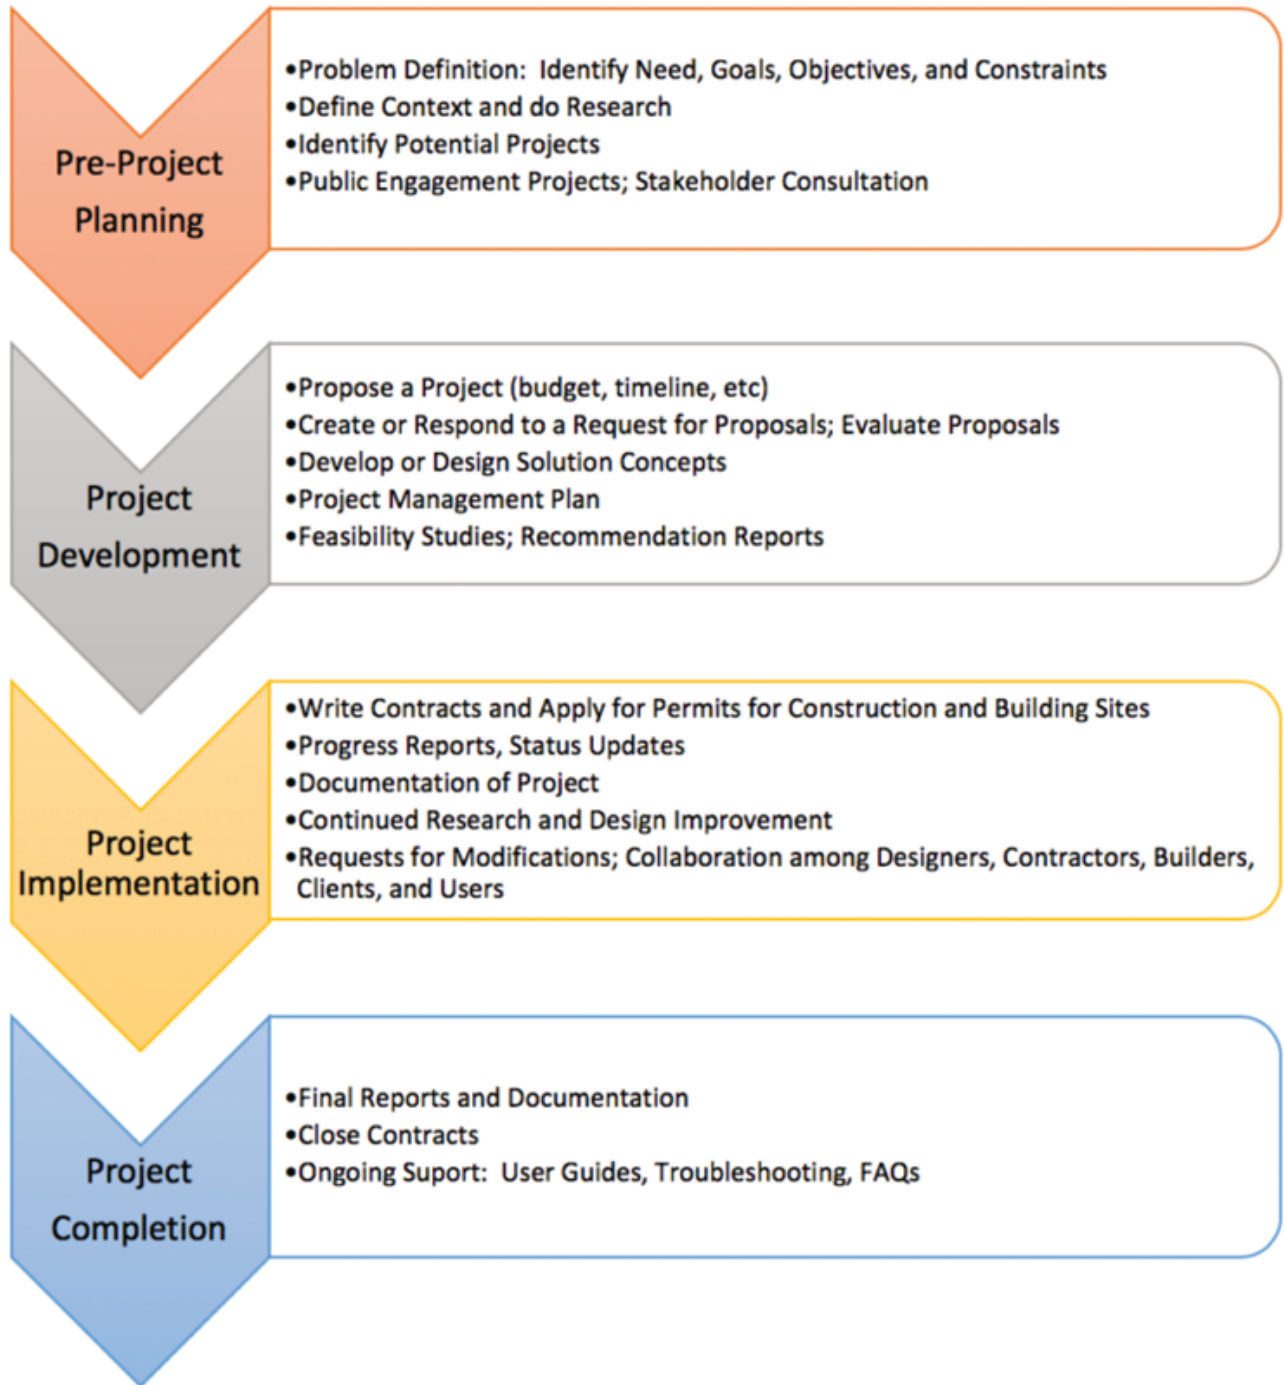 Pre-Project
Planning
•Problem Definition:  Identify Need, Goals, Objectives, and Constraints
•Define Context and do Research
•Identify Potential Projects
•Public Engagement Projects; Stakeholder Consultation
Project
Development
•Propose a Project (budget, timeline, etc)
•Create or Respond to a Request for Proposals; Evaluate Proposals
•Develop or Design Solution Concepts
•Project Management Plan
•Feasibility Studies; Recommendation Reports
Project
Implementation
•Write Contracts and Apply for Permits for Construction and Building Sites
•Progress Reports, Status Updates
•Documentation of Project
•Continued Research and Design Improvement
•Requests for Modifications; Collaboration among Designers, Contractors, Builders,
Clients, and Users
Project
Completion
•Final Reports and Documentation
•Close Contracts
•Ongoing Suport:  User Guides, Troubleshooting, FAQs